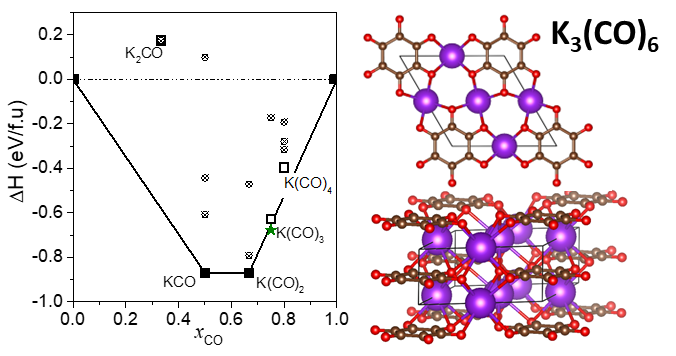 K₃(CO)₆
0.2
K₂CO
0.0
-0.2
-0.4
K(CO)₄
-0.6
K(CO)₃
-0.8
KCO
K(CO)₂
-1.0
0.0 0.2 0.4 0.6 0.8 1.0
xCO
ΔH (eV/f.u)